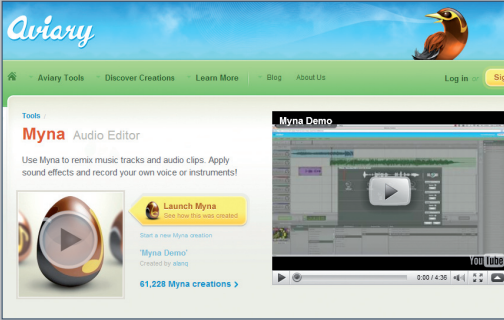 Aviary
Aviary Tools
Discover Creations
Learn More
Blog
About Us
Log in or
Sig
Tools /
Myna Audio Editor
Use Myna to remix music tracks and audio clips. Apply
sound effects and record your own voice or instruments!
Launch Myna
See how this was created
Start a new Myna creation
'Myna Demo'
Created by alanq
61,228 Myna creations >
Myna Demo
YouTube
0:00 / 4:36